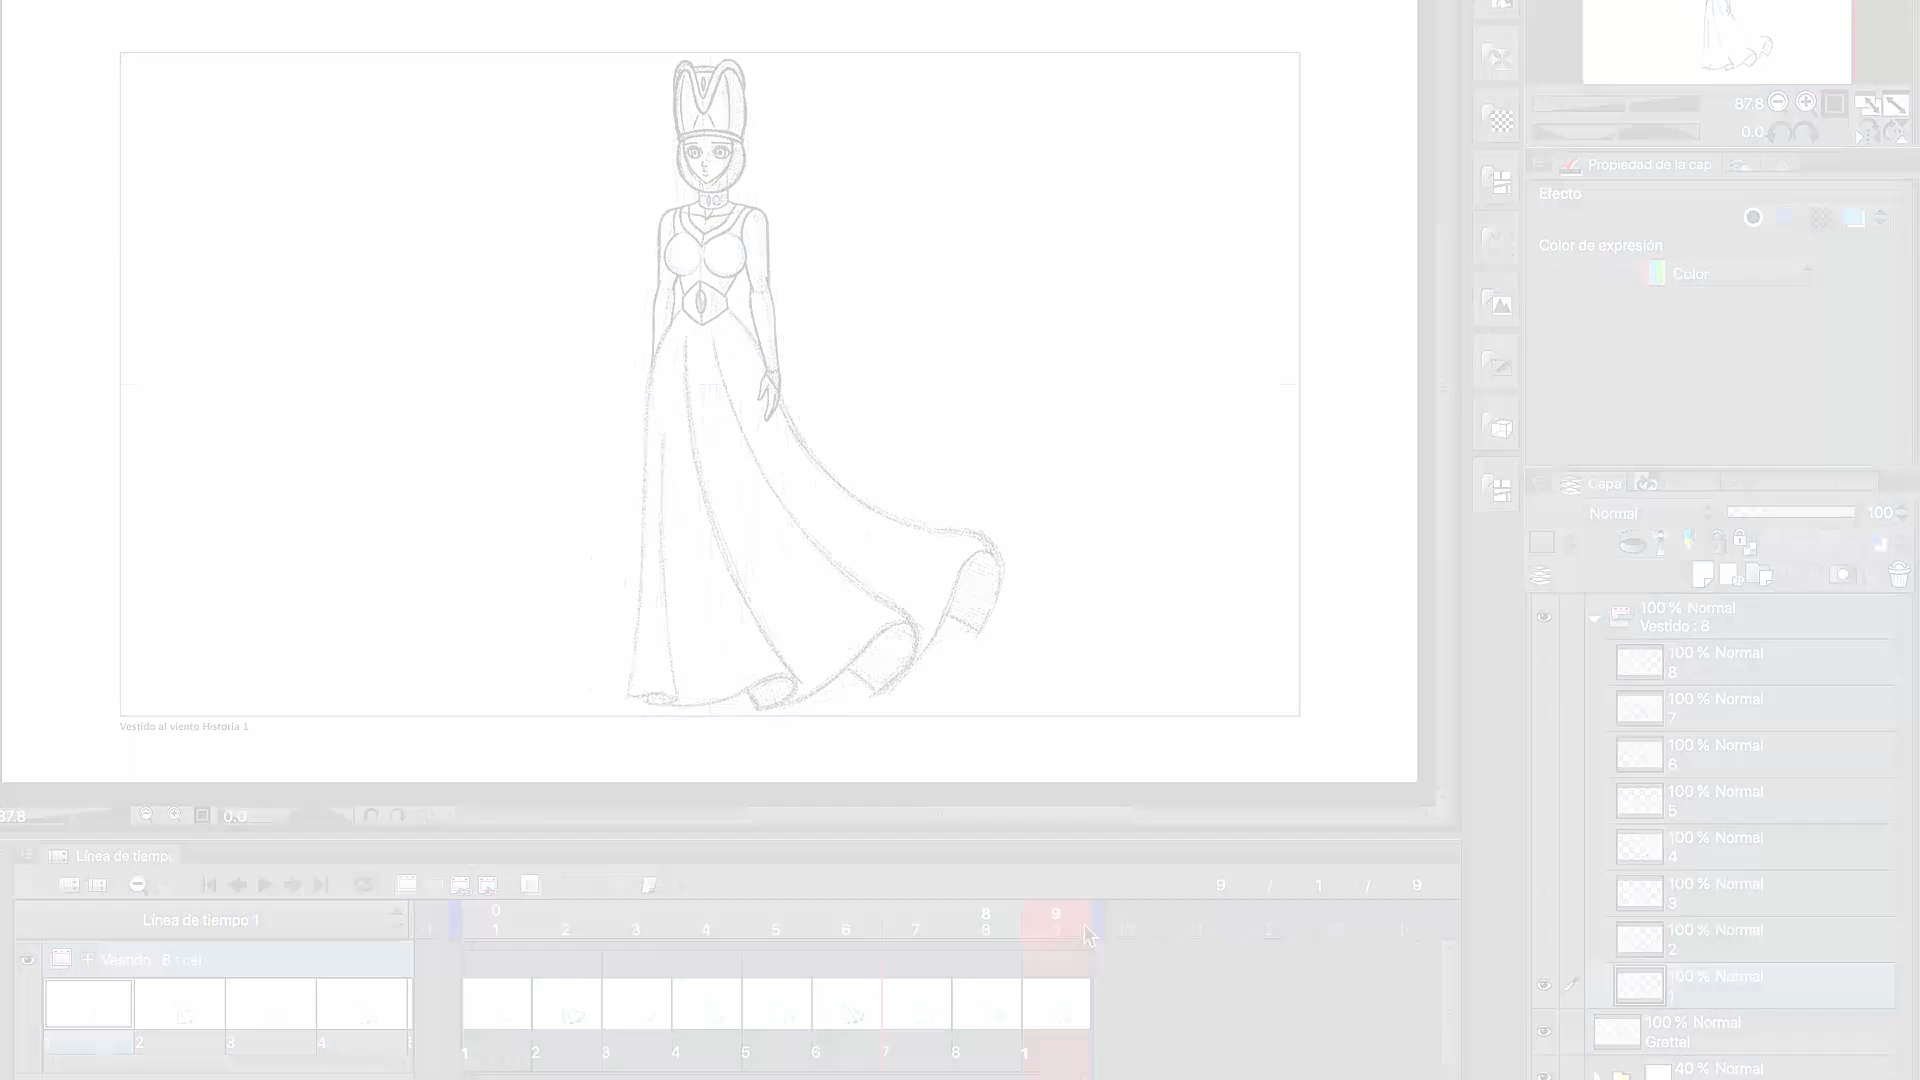 87.8
0.0
Propiedad de la cap
Efecto
Color de expresión
Color
Capa
Normal
100
100 % Normal
Vestido : 8
100 % Normal
8
100 % Normal
7
100 % Normal
6
100 % Normal
5
100 % Normal
4
100 % Normal
3
100 % Normal
2
100 % Normal
1
100 % Normal
Grettel
40 % Normal
Vestido al viento Historia 1
87.8
0.0
Línea de tiempo
9 / 1 / 9
Línea de tiempo 1
0 8 9
1 2 3 4 5 6 7 8
1 2 3 4
1 2 3 4 5 6 7 8 1